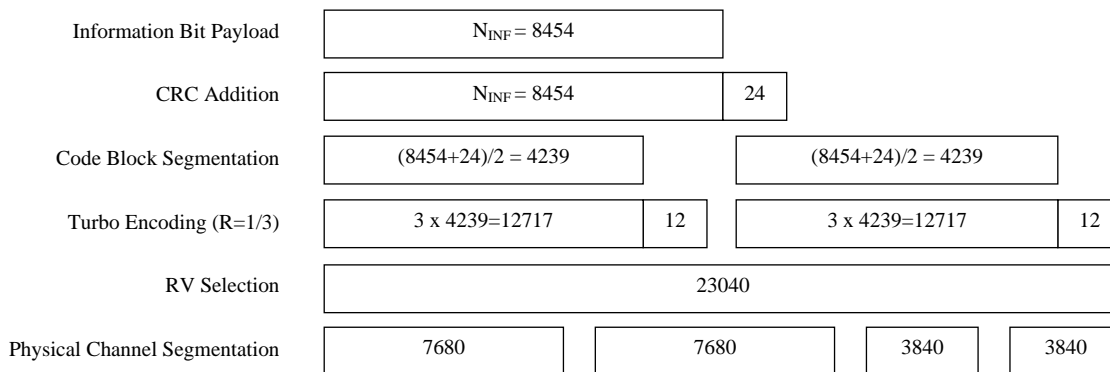 Information Bit Payload N_INF = 8454
CRC Addition N_INF = 8454 24
Code Block Segmentation (8454+24)/2 = 4239 (8454+24)/2 = 4239
Turbo Encoding (R=1/3) 3 x 4239=12717 12 3 x 4239=12717 12
RV Selection 23040
Physical Channel Segmentation 7680 7680 3840 3840